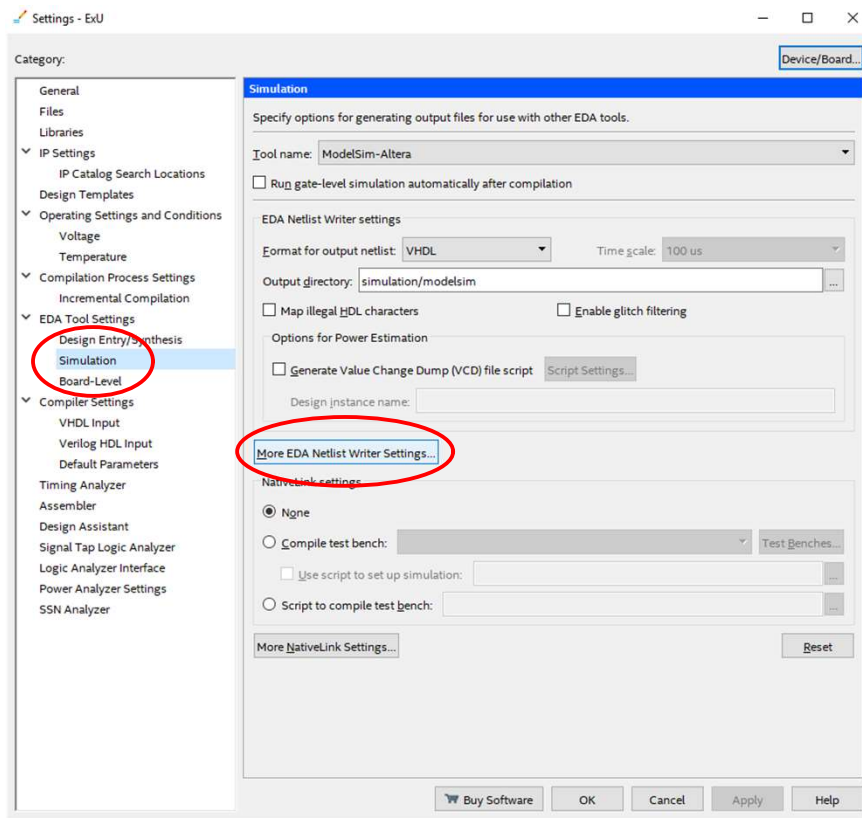 Settings - ExU
Category:
Device/Board...
General
Files
Libraries
IP Settings
IP Catalog Search Locations
Design Templates
Operating Settings and Conditions
Voltage
Temperature
Compilation Process Settings
Incremental Compilation
EDA Tool Settings
Design Entry/Synthesis
Simulation
Board-Level
Compiler Settings
VHDL Input
Verilog HDL Input
Default Parameters
Timing Analyzer
Assembler
Design Assistant
Signal Tap Logic Analyzer
Logic Analyzer Interface
Power Analyzer Settings
SSN Analyzer
Simulation
Specify options for generating output files for use with other EDA tools.
Tool name: ModelSim-Altera
Run gate-level simulation automatically after compilation
EDA Netlist Writer settings
Format for output netlist: VHDL Time scale: 100 us
Output directory: simulation/modelsim ...
Map illegal HDL characters Enable glitch filtering
Options for Power Estimation
Generate Value Change Dump (VCD) file script Script Settings...
Design instance name:
More EDA Netlist Writer Settings...
NativeLink settings
None
Compile test bench: Test Benches...
Use script to set up simulation: ...
Script to compile test bench: ...
More NativeLink Settings... Reset
Buy Software OK Cancel Apply Help